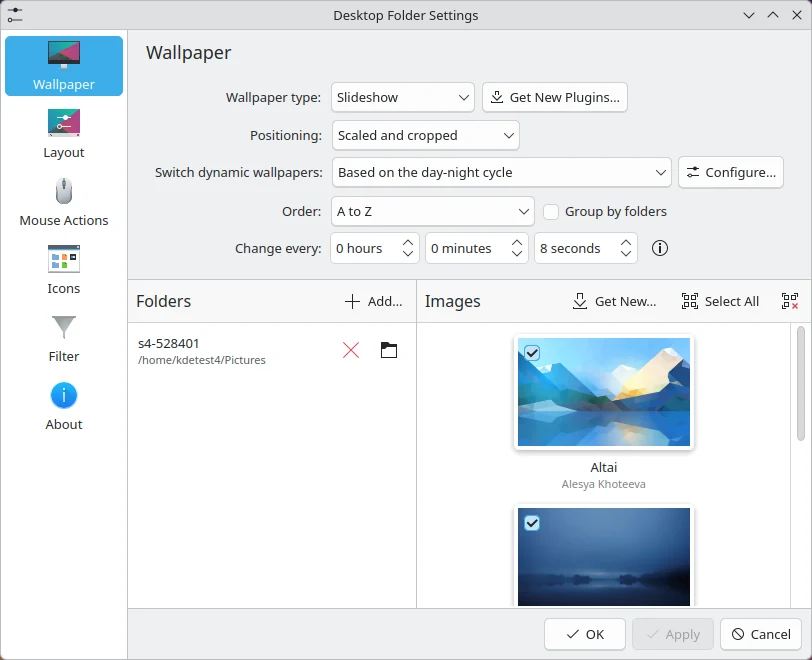 Desktop Folder Settings
Wallpaper
Layout
Mouse Actions
Icons
Filter
About
Wallpaper
Wallpaper type: Slideshow Get New Plugins...
Positioning: Scaled and cropped
Switch dynamic wallpapers: Based on the day-night cycle Configure...
Order: A to Z Group by folders
Change every: 0 hours 0 minutes 8 seconds
Folders Add...
s4-528401
/home/kdetest4/Pictures
Images Get New... Select All
Altai
Alesya Khoteeva
OK Apply Cancel